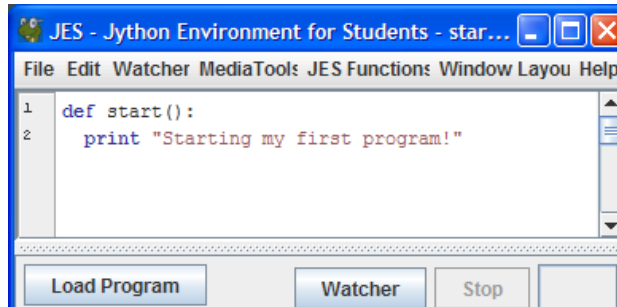 JES - Jython Environment for Students - star...
File Edit Watcher MediaTools JES Functions Window Layou Help
1 def start():
2 print "Starting my first program!"
Load Program Watcher Stop